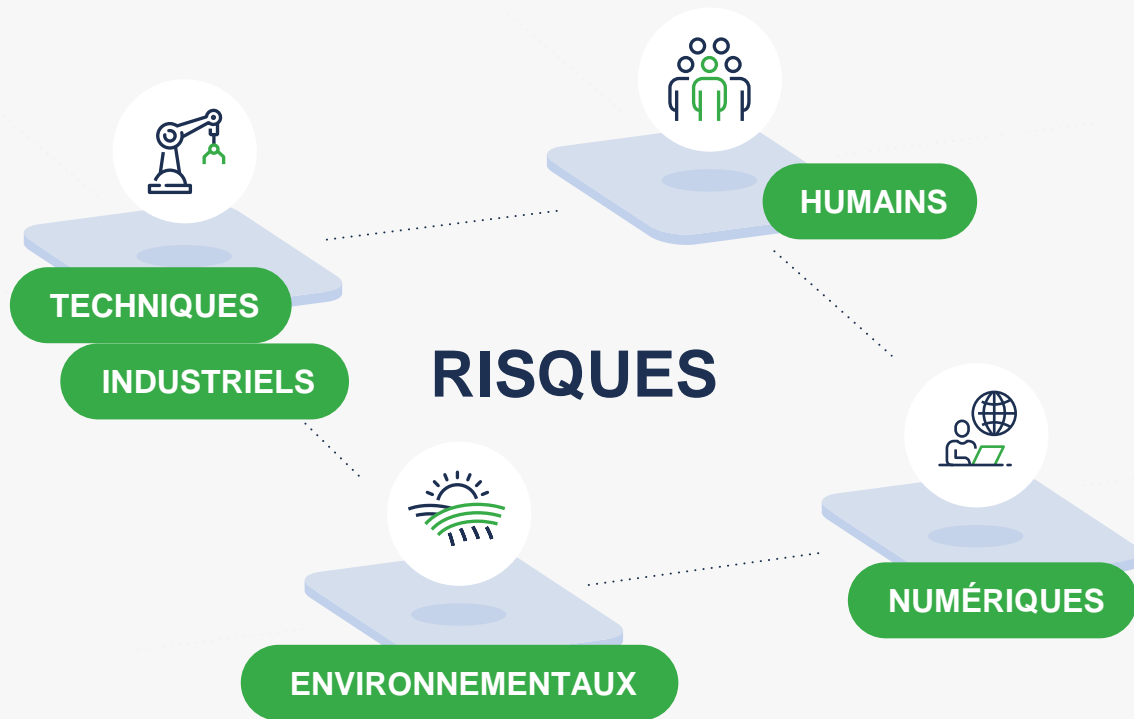 HUMAINS
TECHNIQUES
INDUSTRIELS
RISQUES
NUMÉRIQUES
ENVIRONNEMENTAUX